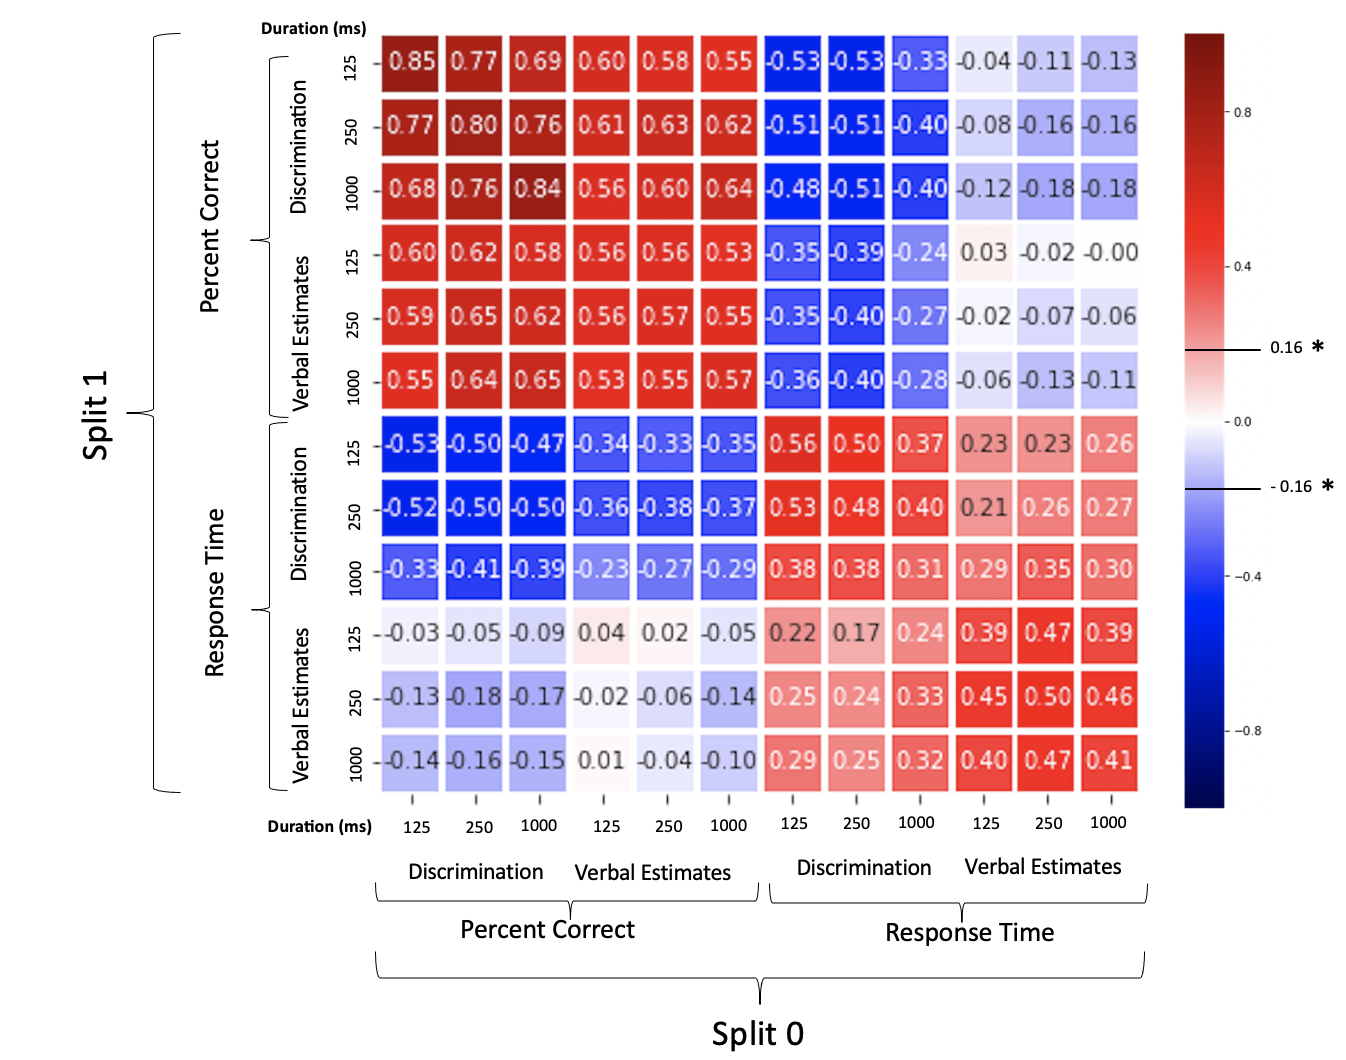 Duration (ms)
125 0.85 0.77 0.69 0.60 0.58 0.55 -0.53 -0.53 -0.33 -0.04 -0.11 -0.13
250 0.77 0.80 0.76 0.61 0.63 0.62 -0.51 -0.51 -0.40 -0.08 -0.16 -0.16
1000 0.68 0.76 0.84 0.56 0.60 0.64 -0.48 -0.51 -0.40 -0.12 -0.18 -0.18
125 0.60 0.62 0.58 0.56 0.56 0.53 -0.35 -0.39 -0.24 0.03 -0.02 -0.00
250 0.59 0.65 0.62 0.56 0.57 0.55 -0.35 -0.40 -0.27 -0.02 -0.07 -0.06
1000 0.55 0.64 0.65 0.53 0.55 0.57 -0.36 -0.40 -0.28 -0.06 -0.13 -0.11
125 -0.53 -0.50 -0.47 -0.34 -0.33 -0.35 0.56 0.50 0.37 0.23 0.23 0.26
250 -0.52 -0.50 -0.50 -0.36 -0.38 -0.37 0.53 0.48 0.40 0.21 0.26 0.27
1000 -0.33 -0.41 -0.39 -0.23 -0.27 -0.29 0.38 0.38 0.31 0.29 0.35 0.30
125 -0.03 -0.05 -0.09 0.04 0.02 -0.05 0.22 0.17 0.24 0.39 0.47 0.39
250 -0.13 -0.18 -0.17 -0.02 -0.06 -0.14 0.25 0.24 0.33 0.45 0.50 0.46
1000 -0.14 -0.16 -0.15 0.01 -0.04 -0.10 0.29 0.25 0.32 0.40 0.47 0.41
Split 1
Percent Correct
Discrimination
Verbal Estimates
Response Time
Discrimination
Verbal Estimates
0.8
0.4
0.16 *
0.0
- 0.16 *
-0.4
-0.8
Duration (ms) 125 250 1000 125 250 1000 125 250 1000 125 250 1000
Discrimination Verbal Estimates Discrimination Verbal Estimates
Percent Correct Response Time
Split 0